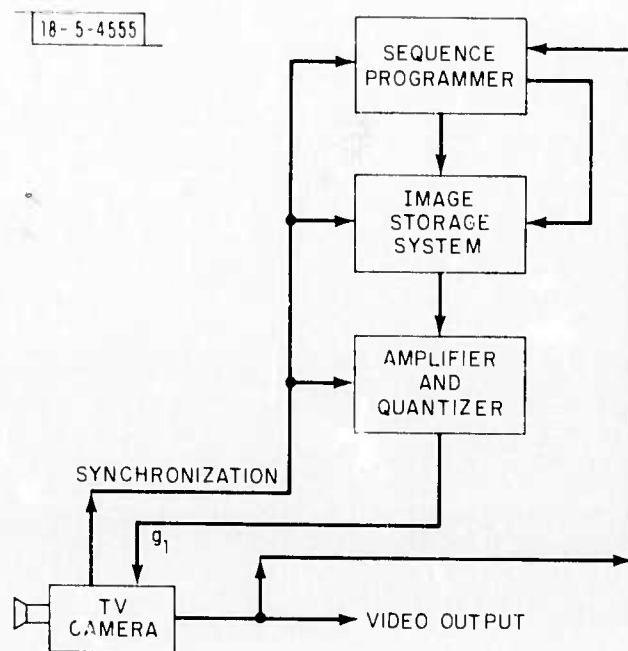 18-5-4555
SEQUENCE
PROGRAMMER
IMAGE
STORAGE
SYSTEM
AMPLIFIER
AND
QUANTIZER
SYNCHRONIZATION
g1
TV
CAMERA
VIDEO OUTPUT